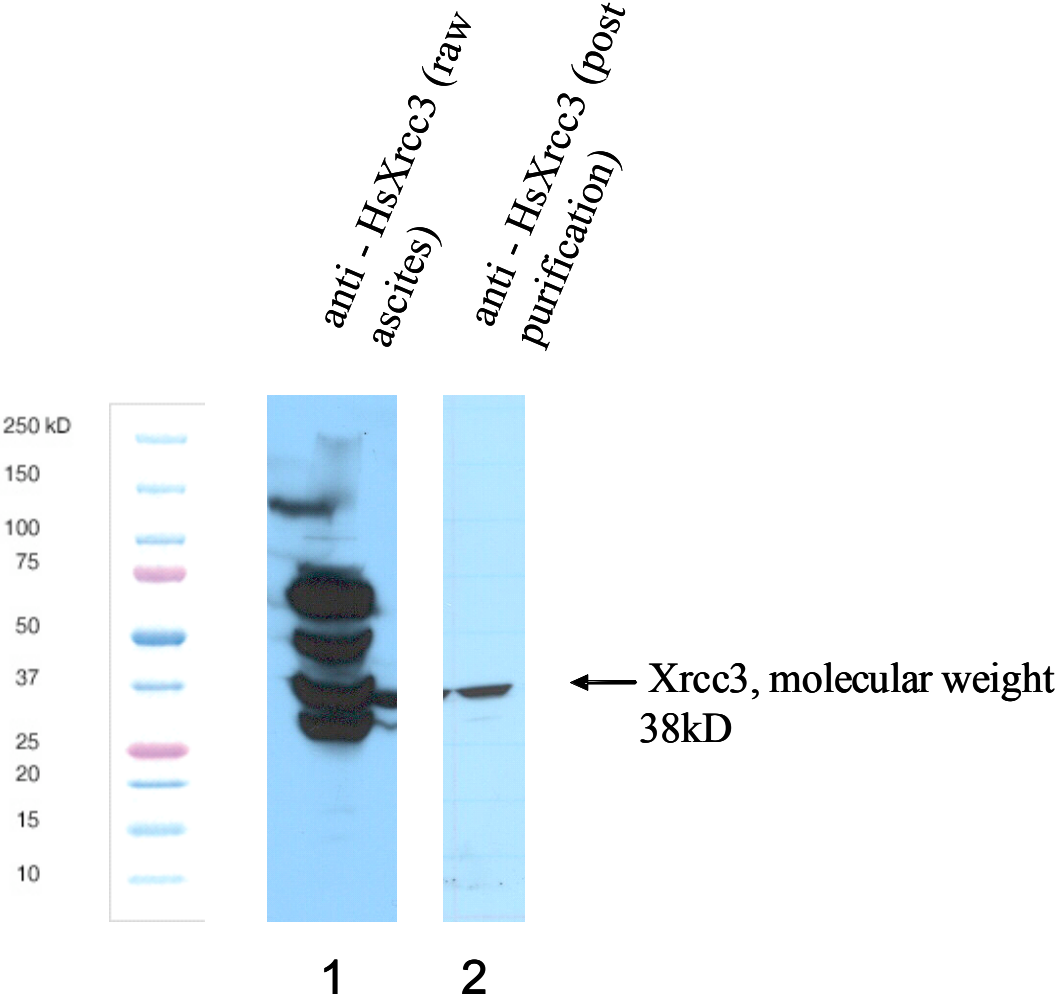 anti - HsXrcc3 (raw
ascites)
anti - HsXrcc3 (post
purification)
250 kD
150
100
75
50
37
25
20
15
10
Xrcc3, molecular weight
38kD
1
2